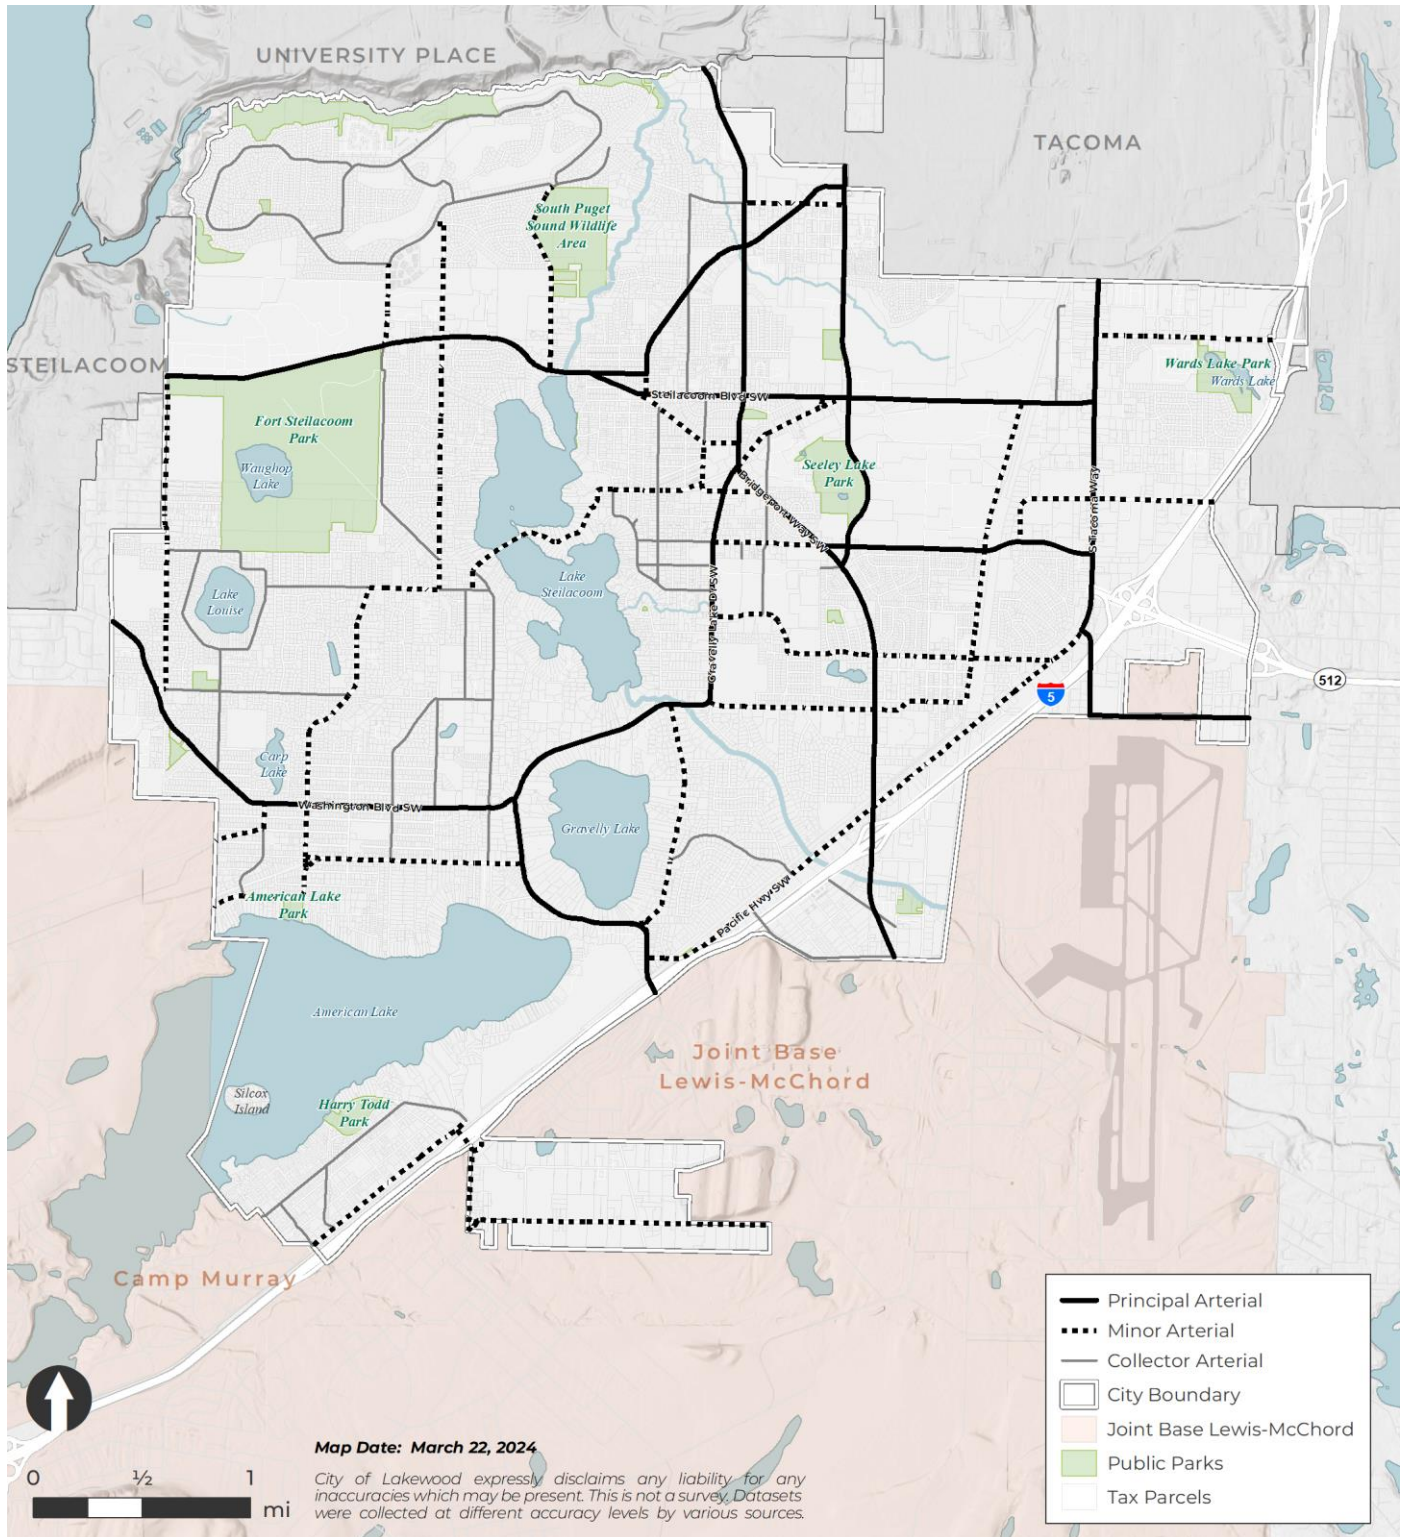 UNIVERSITY PLACE
TACOMA
South Puget
Sound Wildlife
Area
STEILACOOM
Wards Lake Park
Wards Lake
Steilacoom Blvd SW
Fort Steilacoom
Park
Waughop
Lake
Seeley Lake
Park
Bridgeport Way SW
S Tacoma Way
Lake
Louise
Lake
Steilacoom
Gravelly Lake Dr SW
512
5
Carp
Lake
Washington Blvd SW
Gravelly Lake
American Lake
Park
Pacific Hwy SW
American Lake
Joint Base
Lewis-McChord
Silcox
Island
Harry Todd
Park
Camp Murray
Principal Arterial
Minor Arterial
Collector Arterial
City Boundary
Joint Base Lewis-McChord
Public Parks
Tax Parcels
Map Date: March 22, 2024
0 ½ 1
mi
City of Lakewood expressly disclaims any liability for any
inaccuracies which may be present. This is not a survey. Datasets
were collected at different accuracy levels by various sources.